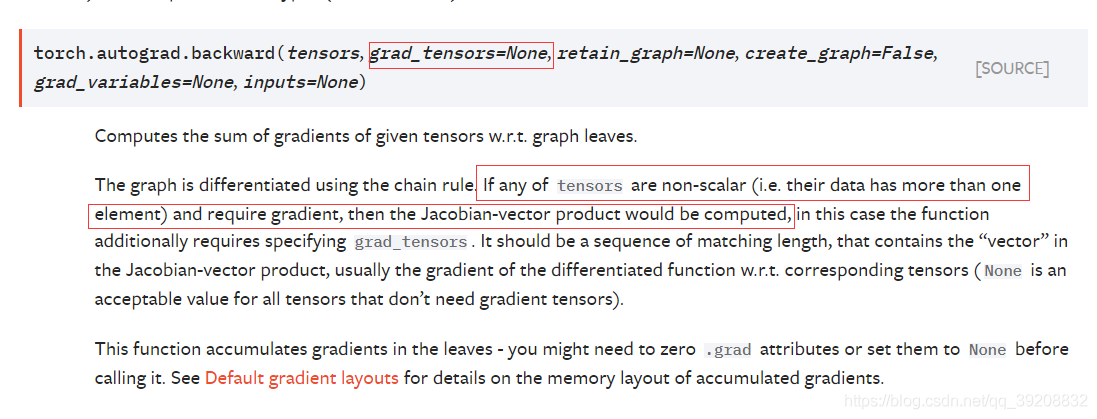 torch.autograd.backward(tensors, grad_tensors=None, retain_graph=None, create_graph=False,
grad_variables=None, inputs=None)
[SOURCE]
Computes the sum of gradients of given tensors w.r.t. graph leaves.
The graph is differentiated using the chain rule. If any of tensors are non-scalar (i.e. their data has more than one
element) and require gradient, then the Jacobian-vector product would be computed, in this case the function
additionally requires specifying grad_tensors. It should be a sequence of matching length, that contains the “vector” in
the Jacobian-vector product, usually the gradient of the differentiated function w.r.t. corresponding tensors (None is an
acceptable value for all tensors that don’t need gradient tensors).
This function accumulates gradients in the leaves - you might need to zero .grad attributes or set them to None before
calling it. See Default gradient layouts for details on the memory layout of accumulated gradients.
https://blog.csdn.net/qq_39208832